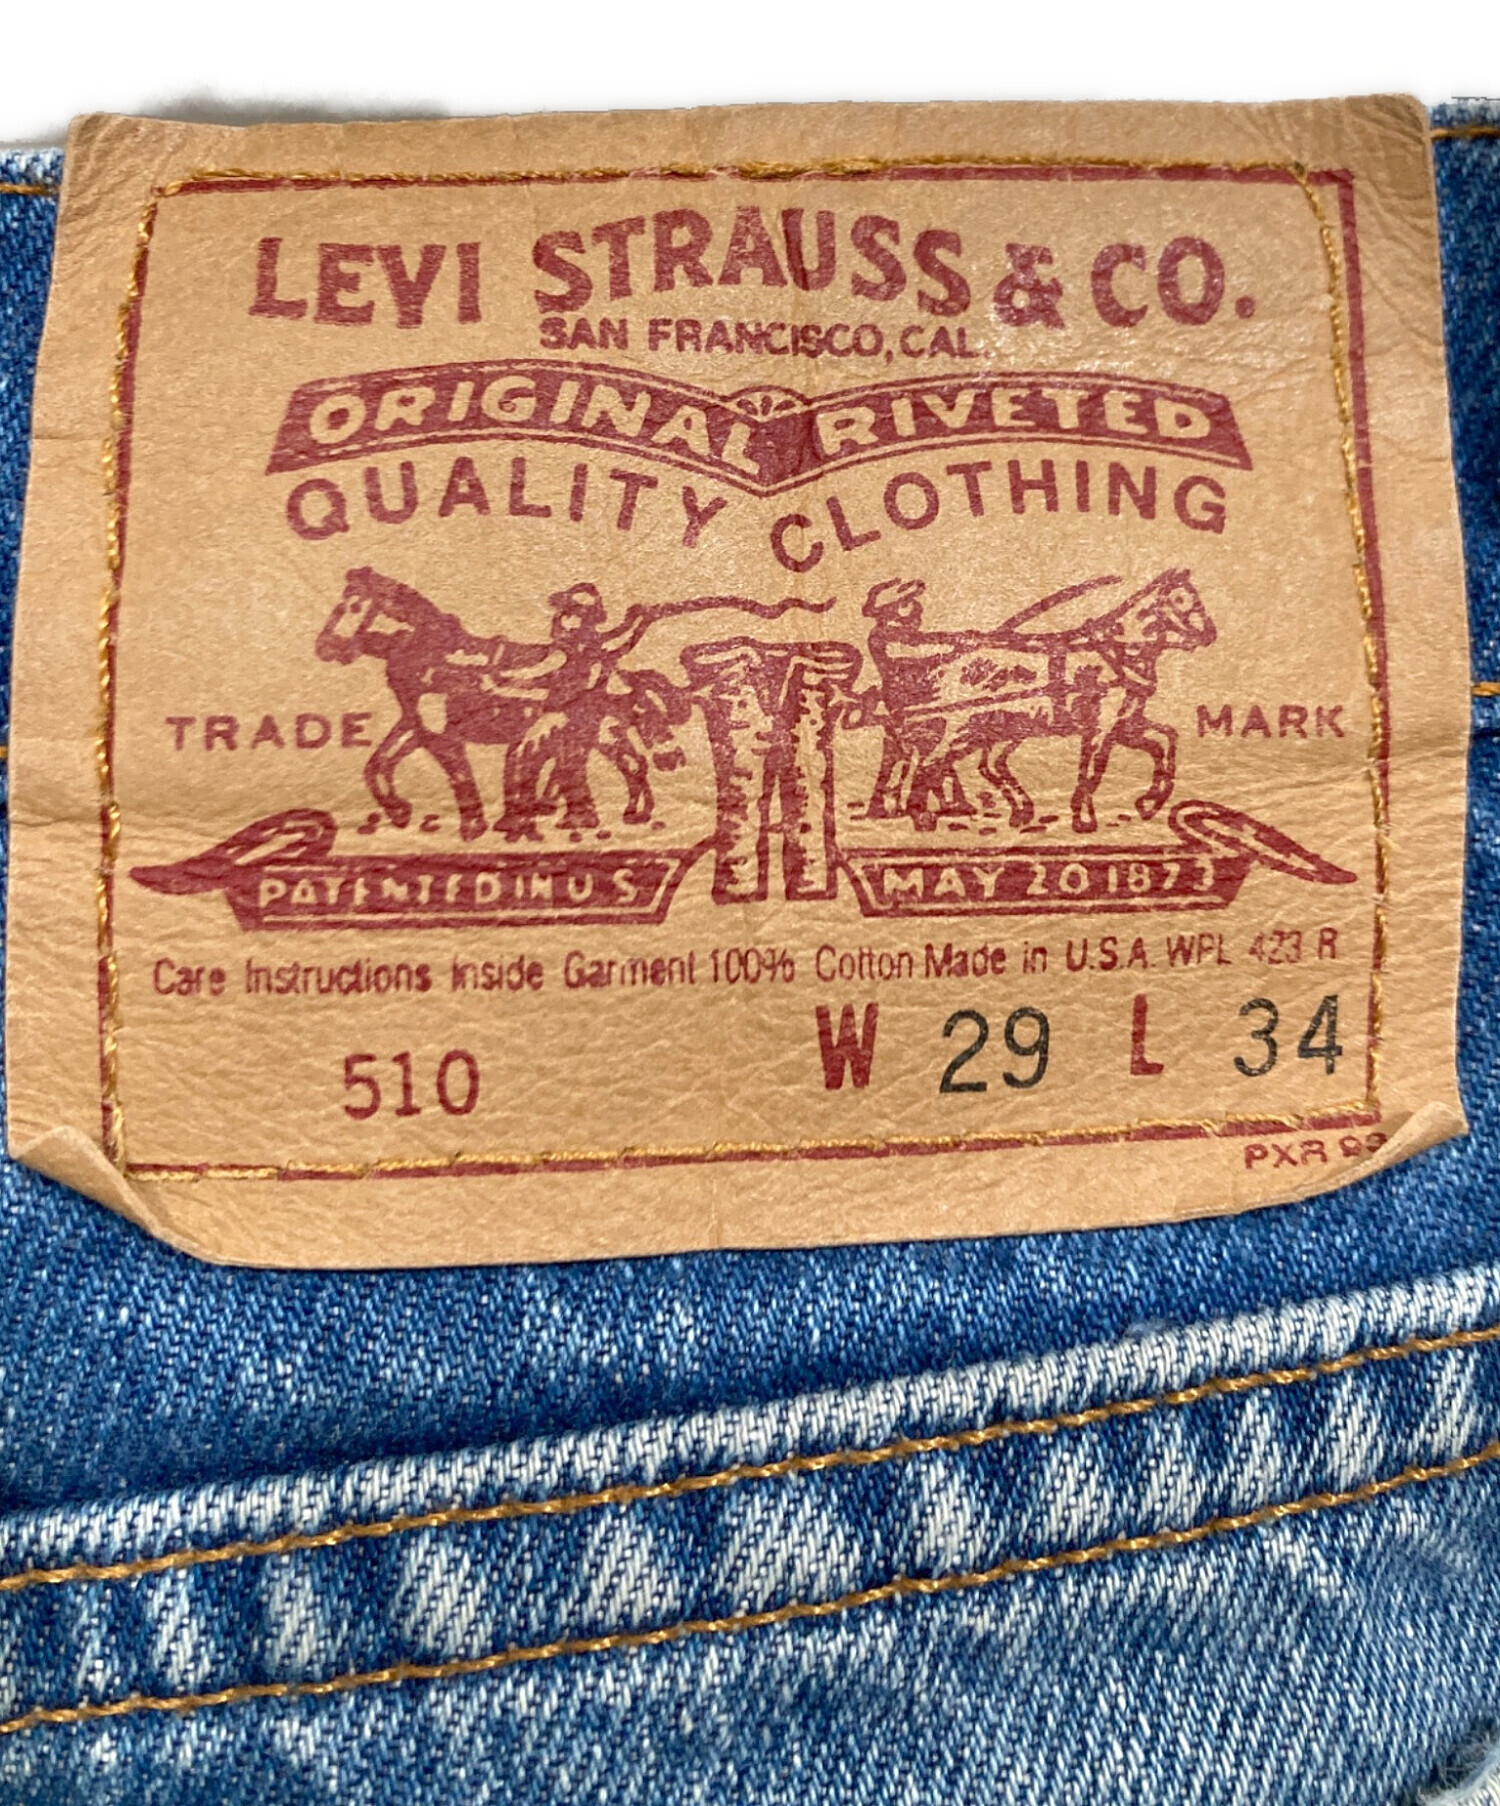 LEVI STRAUSS & CO.
SAN FRANCISCO, CAL.
ORIGINAL RIVETED
QUALITY CLOTHING
TRADE MARK
PATENTED IN U S MAY 20 1873
Care Instructions Inside Garment 100% Cotton Made in U.S.A. WPL 423 R
510 W 29 L 34
PXR